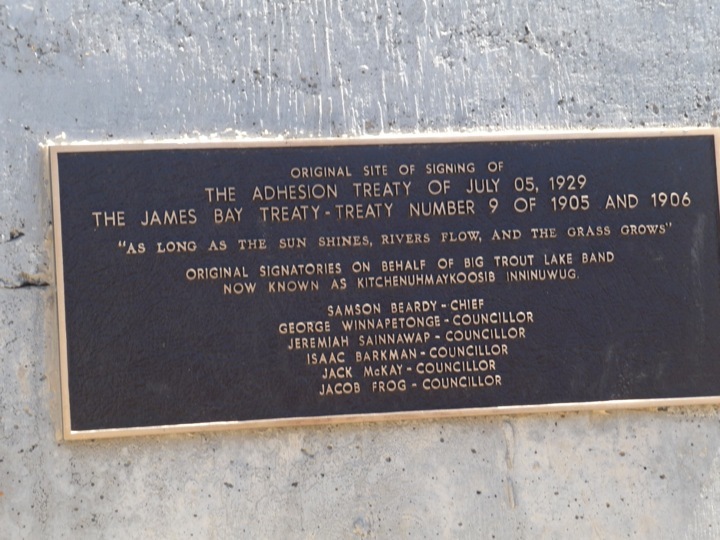 ORIGINAL SITE OF SIGNING OF
THE ADHESION TREATY OF JULY 05, 1929
THE JAMES BAY TREATY-TREATY NUMBER 9 OF 1905 AND 1906
"AS LONG AS THE SUN SHINES, RIVERS FLOW, AND THE GRASS GROWS"
ORIGINAL SIGNATORIES ON BEHALF OF BIG TROUT LAKE BAND
NOW KNOWN AS KITCHENUHMAYKOOSIB INNINUWUG.
SAMSON BEARDY-CHIEF
GEORGE WINNAPETONGE-COUNCILLOR
JEREMIAH SAINNAWAP-COUNCILLOR
ISAAC BARKMAN-COUNCILLOR
JACK McKAY-COUNCILLOR
JACOB FROG-COUNCILLOR